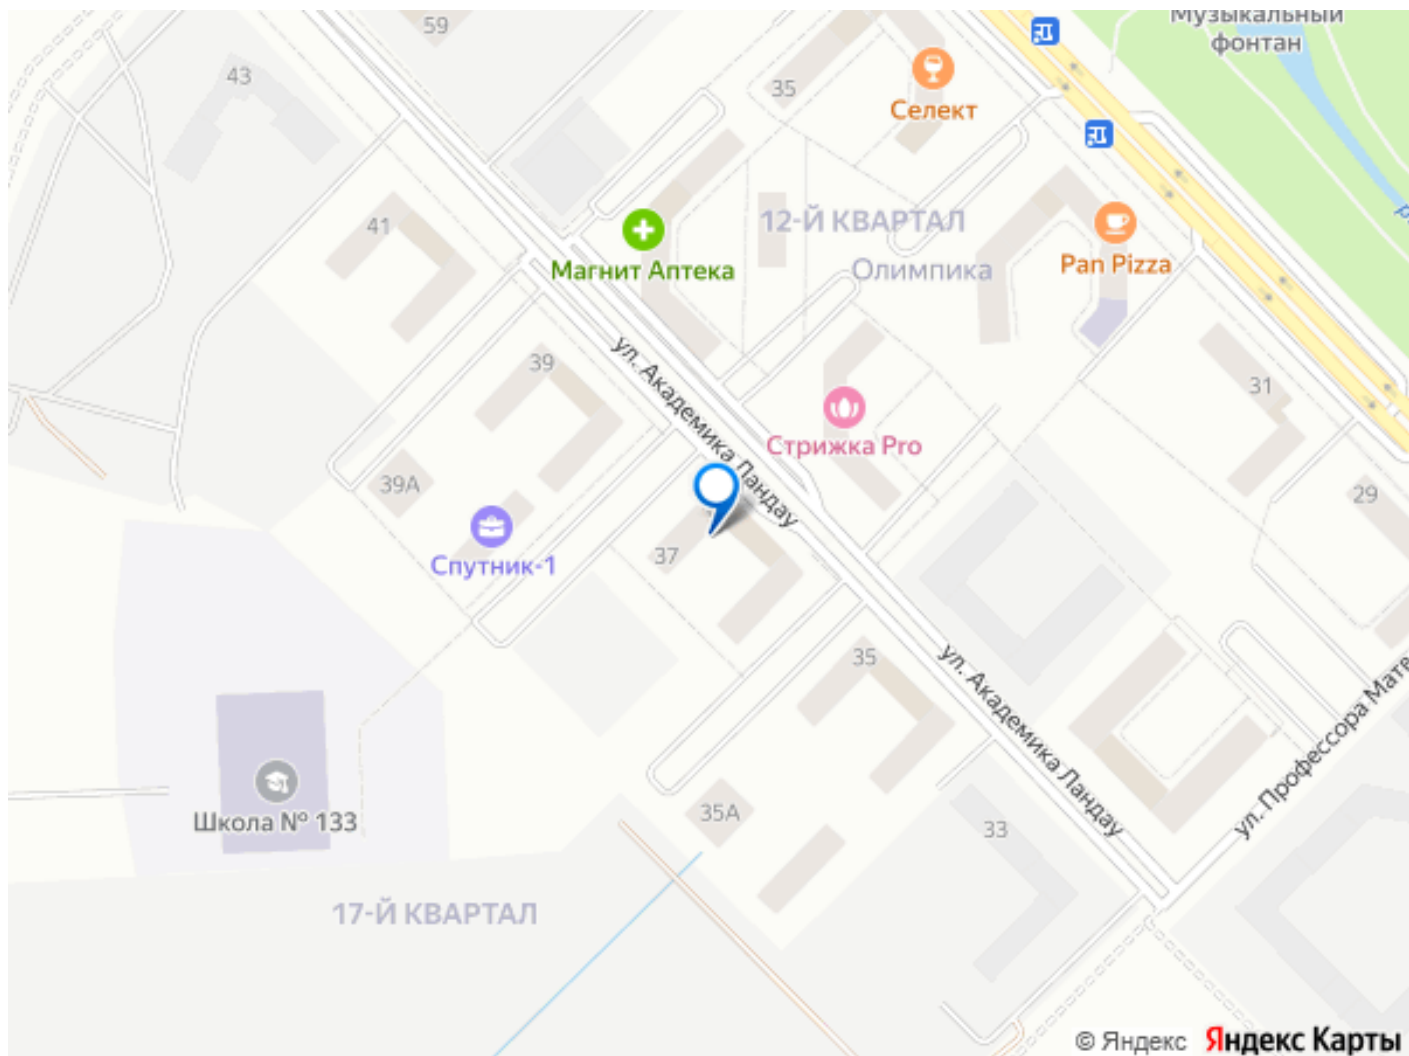 59
Музыкальный
фонтан
43
35
Селект
41
12-Й КВАРТАЛ
Магнит Аптека
Олимпика
Pan Pizza
39
ул. Академика Ландау
31
Стрижка Pro
39А
29
37
Спутник-1
35
ул. Академика Ландау
ул. Профессора Мате
Школа № 133
35А
33
17-Й КВАРТАЛ
© Яндекс Яндекс Карты